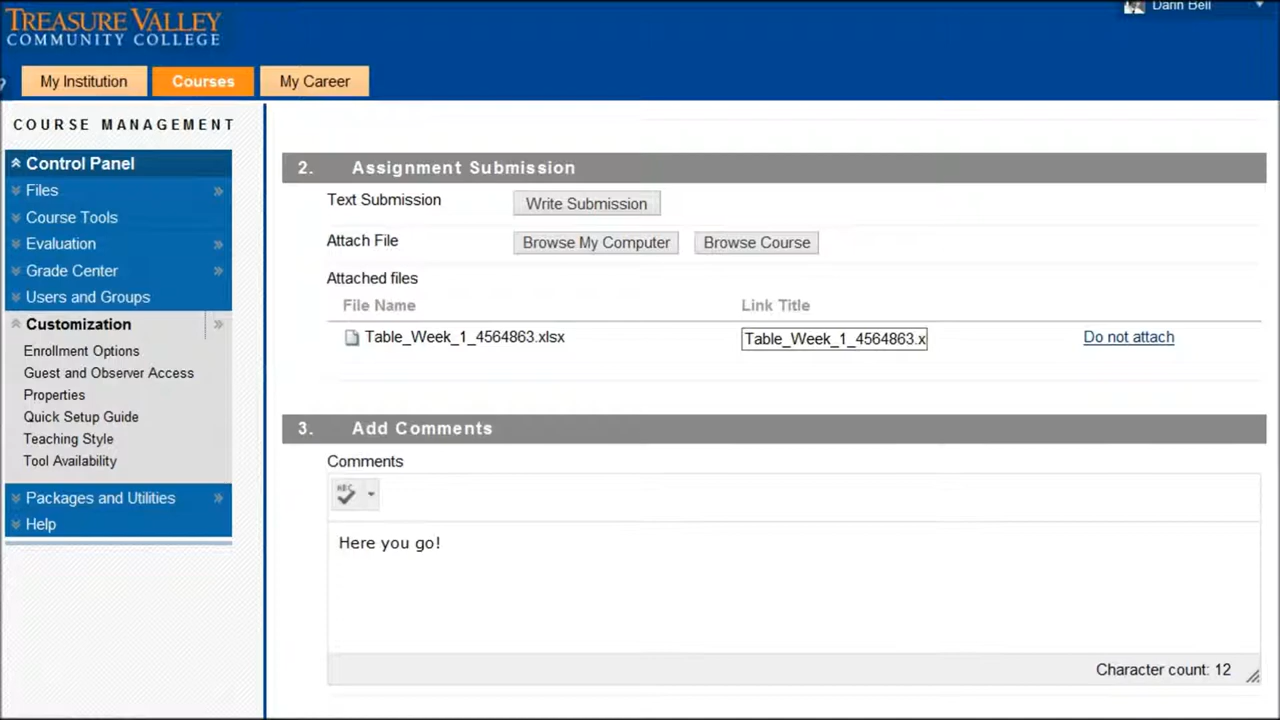 TREASURE VALLEY
COMMUNITY COLLEGE
Darin Bell
My Institution
Courses
My Career
COURSE MANAGEMENT
Control Panel
Files
Course Tools
Evaluation
Grade Center
Users and Groups
Customization
Enrollment Options
Guest and Observer Access
Properties
Quick Setup Guide
Teaching Style
Tool Availability
Packages and Utilities
Help
2. Assignment Submission
Text Submission
Write Submission
Attach File
Browse My Computer
Browse Course
Attached files
File Name
Link Title
Table_Week_1_4564863.xlsx
Table_Week_1_4564863.x
Do not attach
3. Add Comments
Comments
ABC
Here you go!
Character count: 12